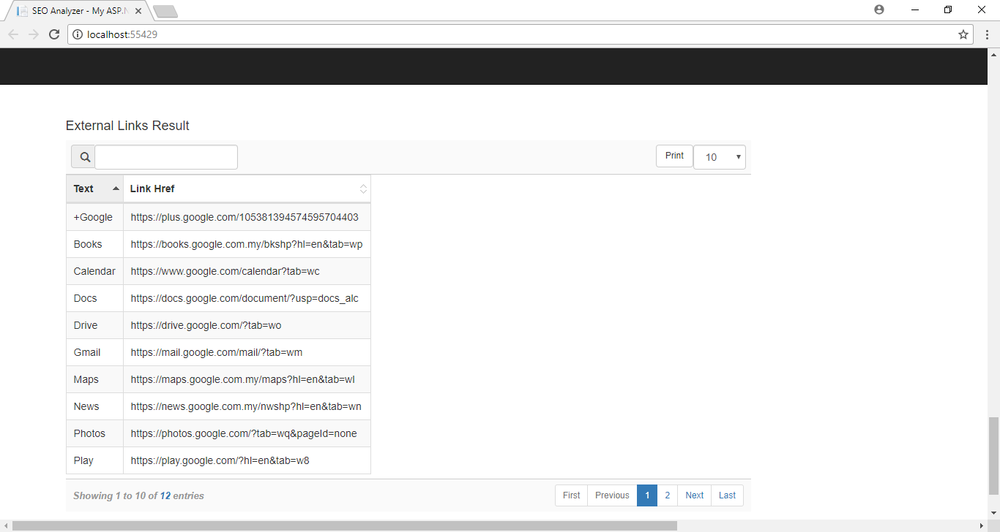 SEO Analyzer - My ASP.N
localhost:55429
External Links Result
Print 10
Text Link Href
+Google https://plus.google.com/105381394574595704403
Books https://books.google.com.my/bkshp?hl=en&tab=wp
Calendar https://www.google.com/calendar?tab=wc
Docs https://docs.google.com/document/?usp=docs_alc
Drive https://drive.google.com/?tab=wo
Gmail https://mail.google.com/mail/?tab=wm
Maps https://maps.google.com.my/maps?hl=en&tab=wl
News https://news.google.com.my/nwshp?hl=en&tab=wn
Photos https://photos.google.com/?tab=wq&pageId=none
Play https://play.google.com/?hl=en&tab=w8
Showing 1 to 10 of 12 entries First Previous 1 2 Next Last